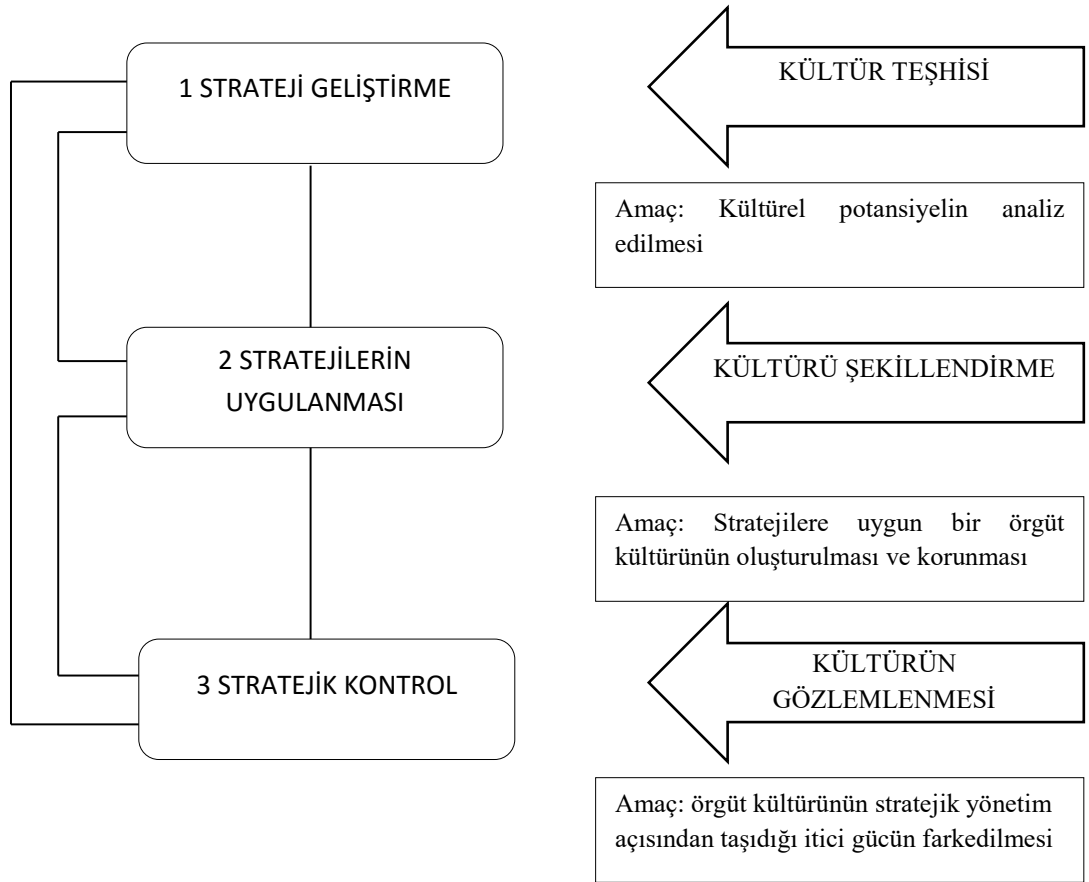 1 STRATEJİ GELİŞTİRME
KÜLTÜR TEŞHİSİ
Amaç: Kültürel potansiyelin analiz
edilmesi
2 STRATEJİLERİN
UYGULANMASI
KÜLTÜRÜ ŞEKİLLENDİRME
Amaç: Stratejilere uygun bir örgüt
kültürünün oluşturulması ve korunması
3 STRATEJİK KONTROL
KÜLTÜRÜN
GÖZLEMLENMESİ
Amaç: örgüt kültürünün stratejik yönetim
açısından taşıdığı itici gücün farkedilmesi